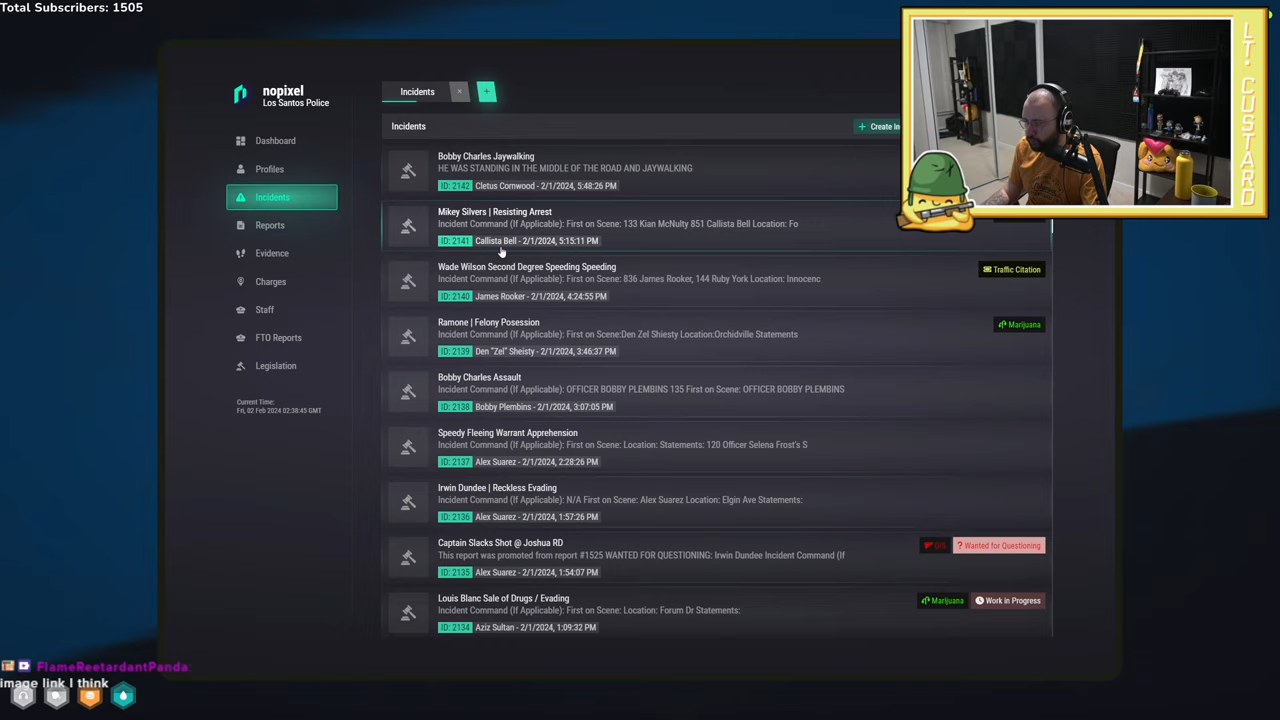 Total Subscribers: 1505
nopixel
Los Santos Police
Dashboard
Profiles
Incidents
Reports
Evidence
Charges
Staff
FTO Reports
Legislation
Current Time:
Fri, 02 Feb 2024 02:38:45 GMT
Incidents
Incidents
Create In
Bobby Charles Jaywalking
HE WAS STANDING IN THE MIDDLE OF THE ROAD AND JAYWALKING
ID: 2142 Cletus Cornwood - 2/1/2024, 5:48:26 PM
Mikey Silvers | Resisting Arrest
Incident Command (If Applicable): First on Scene: 133 Kian McNulty 851 Callista Bell Location: Fo
ID: 2141 Callista Bell - 2/1/2024, 5:15:11 PM
Wade Wilson Second Degree Speeding Speeding
Incident Command (If Applicable): First on Scene: 836 James Rooker, 144 Ruby York Location: Innocenc
ID: 2140 James Rooker - 2/1/2024, 4:24:55 PM
Traffic Citation
Ramone | Felony Posession
Incident Command (If Applicable): First on Scene:Den Zel Shiesty Location:Orchidville Statements
ID: 2139 Den "Zel" Sheisty - 2/1/2024, 3:46:37 PM
Marijuana
Bobby Charles Assault
Incident Command (If Applicable): OFFICER BOBBY PLEMBINS 135 First on Scene: OFFICER BOBBY PLEMBINS
ID: 2138 Bobby Plembins - 2/1/2024, 3:07:05 PM
Speedy Fleeing Warrant Apprehension
Incident Command (If Applicable): First on Scene: Location: Statements: 120 Officer Selena Frost's S
ID: 2137 Alex Suarez - 2/1/2024, 2:28:26 PM
Irwin Dundee | Reckless Evading
Incident Command (If Applicable): N/A First on Scene: Alex Suarez Location: Elgin Ave Statements:
ID: 2136 Alex Suarez - 2/1/2024, 1:57:26 PM
Captain Slacks Shot @ Joshua RD
This report was promoted from report #1525 WANTED FOR QUESTIONING: Irwin Dundee Incident Command (If
ID: 2135 Alex Suarez - 2/1/2024, 1:54:07 PM
OIS
? Wanted for Questioning
Louis Blanc Sale of Drugs / Evading
Incident Command (If Applicable): First on Scene: Location: Forum Dr Statements:
ID: 2134 Aziz Sultan - 2/1/2024, 1:09:32 PM
Marijuana
Work in Progress
LT. CUSTARD
FlameReetardantPanda:
image link I think